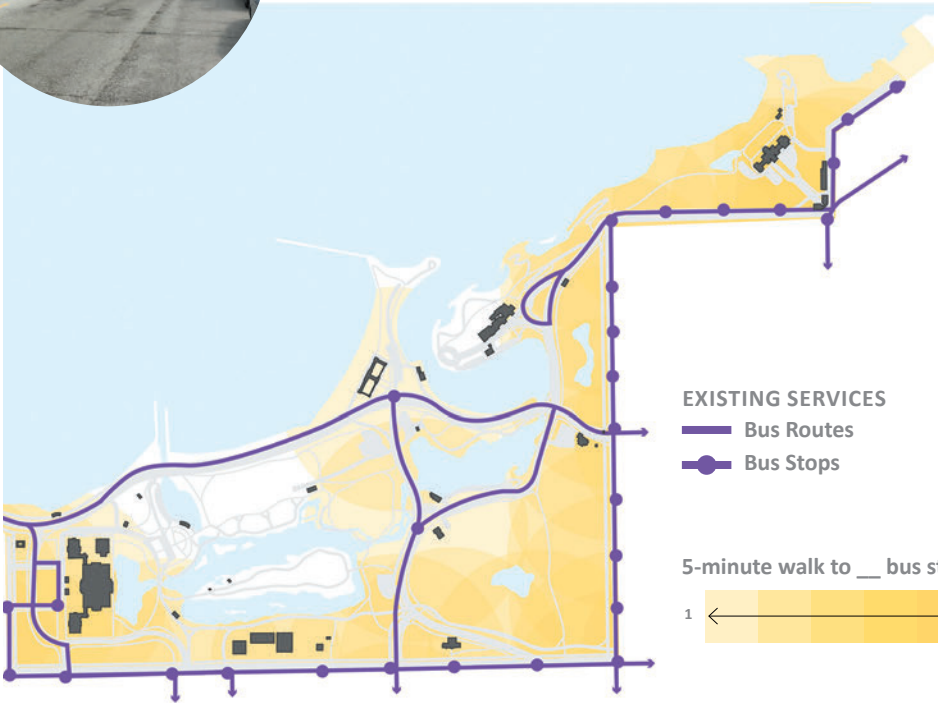 EXISTING SERVICES
Bus Routes
Bus Stops
5-minute walk to __ bus
1